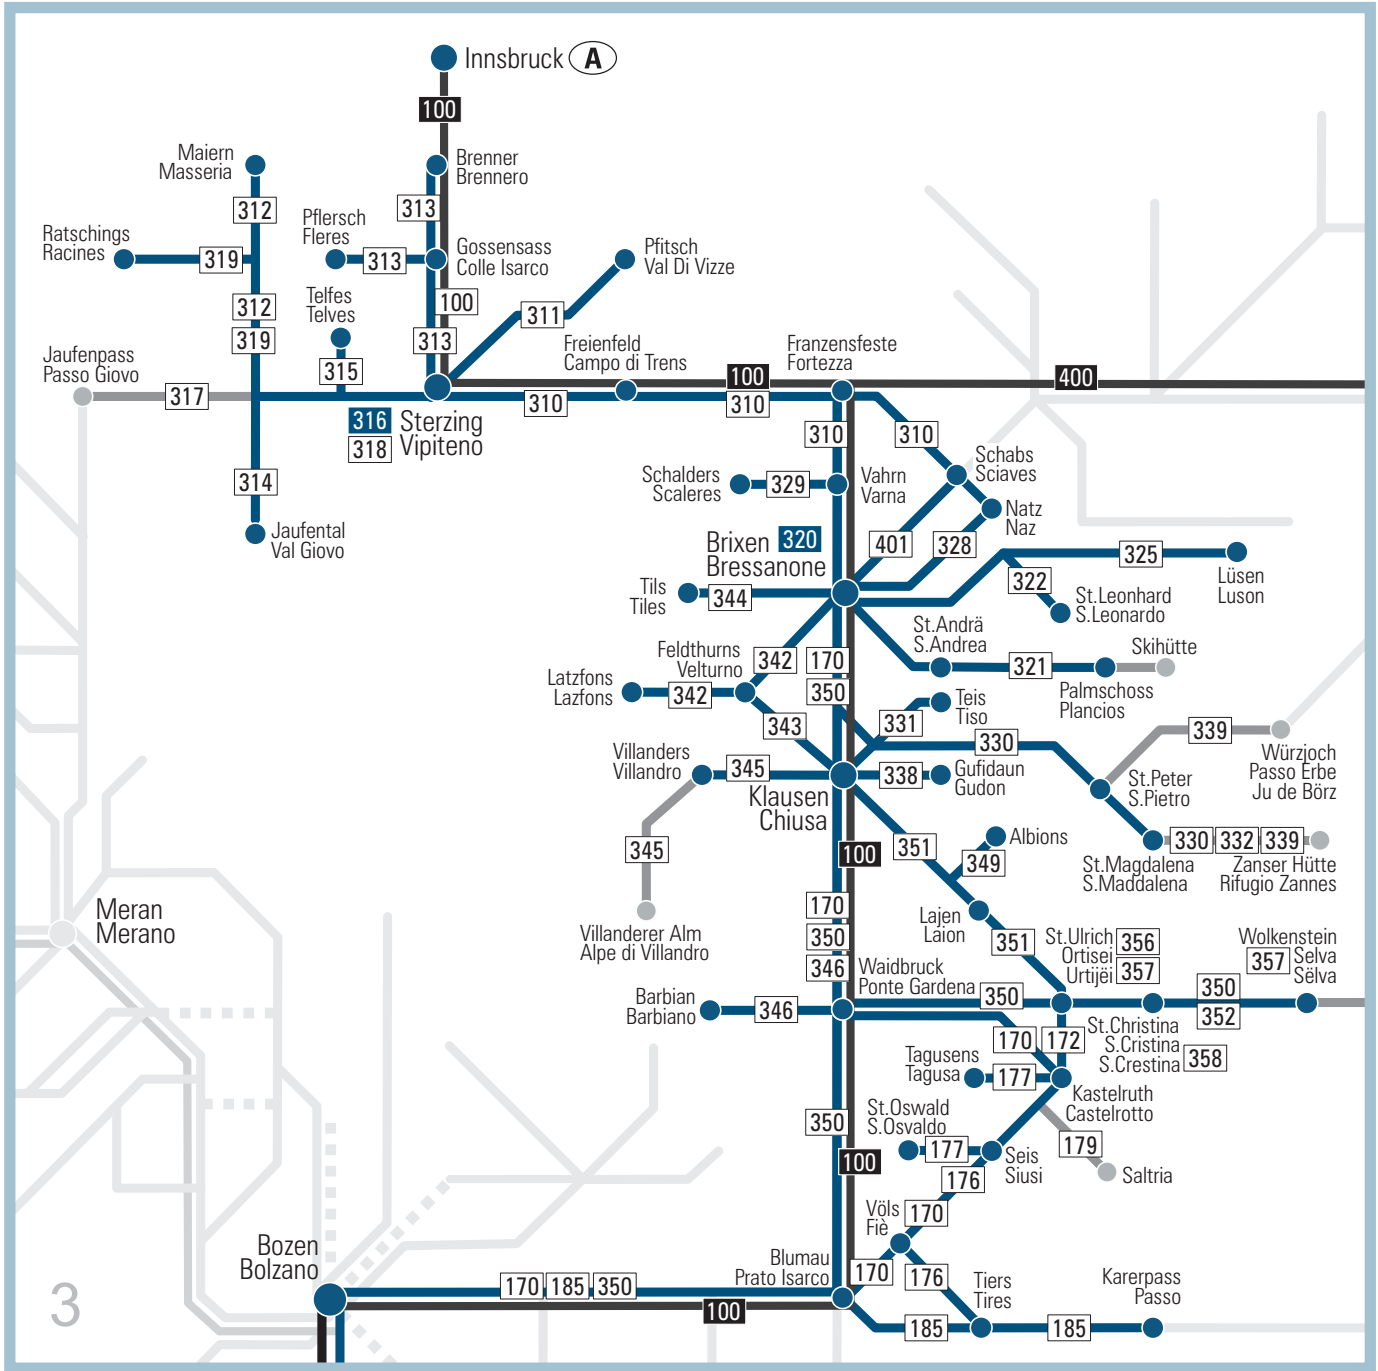 Innsbruck A
100
Maiern
Masseria
Brenner
Brennero
312
313
Pflersch
Fleres
Ratschings
Racines
319
313
Gossensass
Colle Isarco
Pfitsch
Val Di Vizze
Telfes
Telves
312
100
311
319
315
313
Freienfeld
Campo di Trens
Franzensfeste
Fortezza
Jaufenpass
Passo Giovo
317
100
400
310
310
316
318
Sterzing
Vipiteno
310
310
314
Schalders
Scaleres
329
Vahrn
Varna
Schabs
Sciaves
Natz
Naz
Jaufental
Val Giovo
Brixen 320
Bressanone
401
328
325
Lüsen
Luson
322
Tils
Tiles
344
St.Leonhard
S.Leonardo
St.Andrä
S.Andrea
Skihütte
Feldthurns
Velturno
342
170
321
Latzfons
Lazfons
342
350
Palmschoss
Plancios
Teis
Tiso
343
331
330
339
Villanders
Villandro
345
338
Gufidaun
Gudon
Würzjoch
Passo Erbe
Ju de Börz
Klausen
Chiusa
St.Peter
S.Pietro
345
100
351
Albions
349
330 332 339
St.Magdalena
S.Maddalena
Zanser Hütte
Rifugio Zannes
170
Villanderer Alm
Alpe di Villandro
350
Lajen
Laion
351
St.Ulrich
Ortisei
Urtijëi
356
357
Wolkenstein
Selva
Sëlva
357
346
Waidbruck
Ponte Gardena
350
350
352
Meran
Merano
Barbian
Barbiano
346
170
172
St.Christina
S.Cristina
S.Crestina
358
Tagusens
Tagusa
177
Kastelruth
Castelrotto
350
St.Oswald
S.Osvaldo
177
179
Saltria
100
Seis
Siusi
176
Völs
Fiè
170
Bozen
Bolzano
Blumau
Prato Isarco
170
176
Tiers
Tires
Karerpass
Passo
170 185 350
100
185
185
3